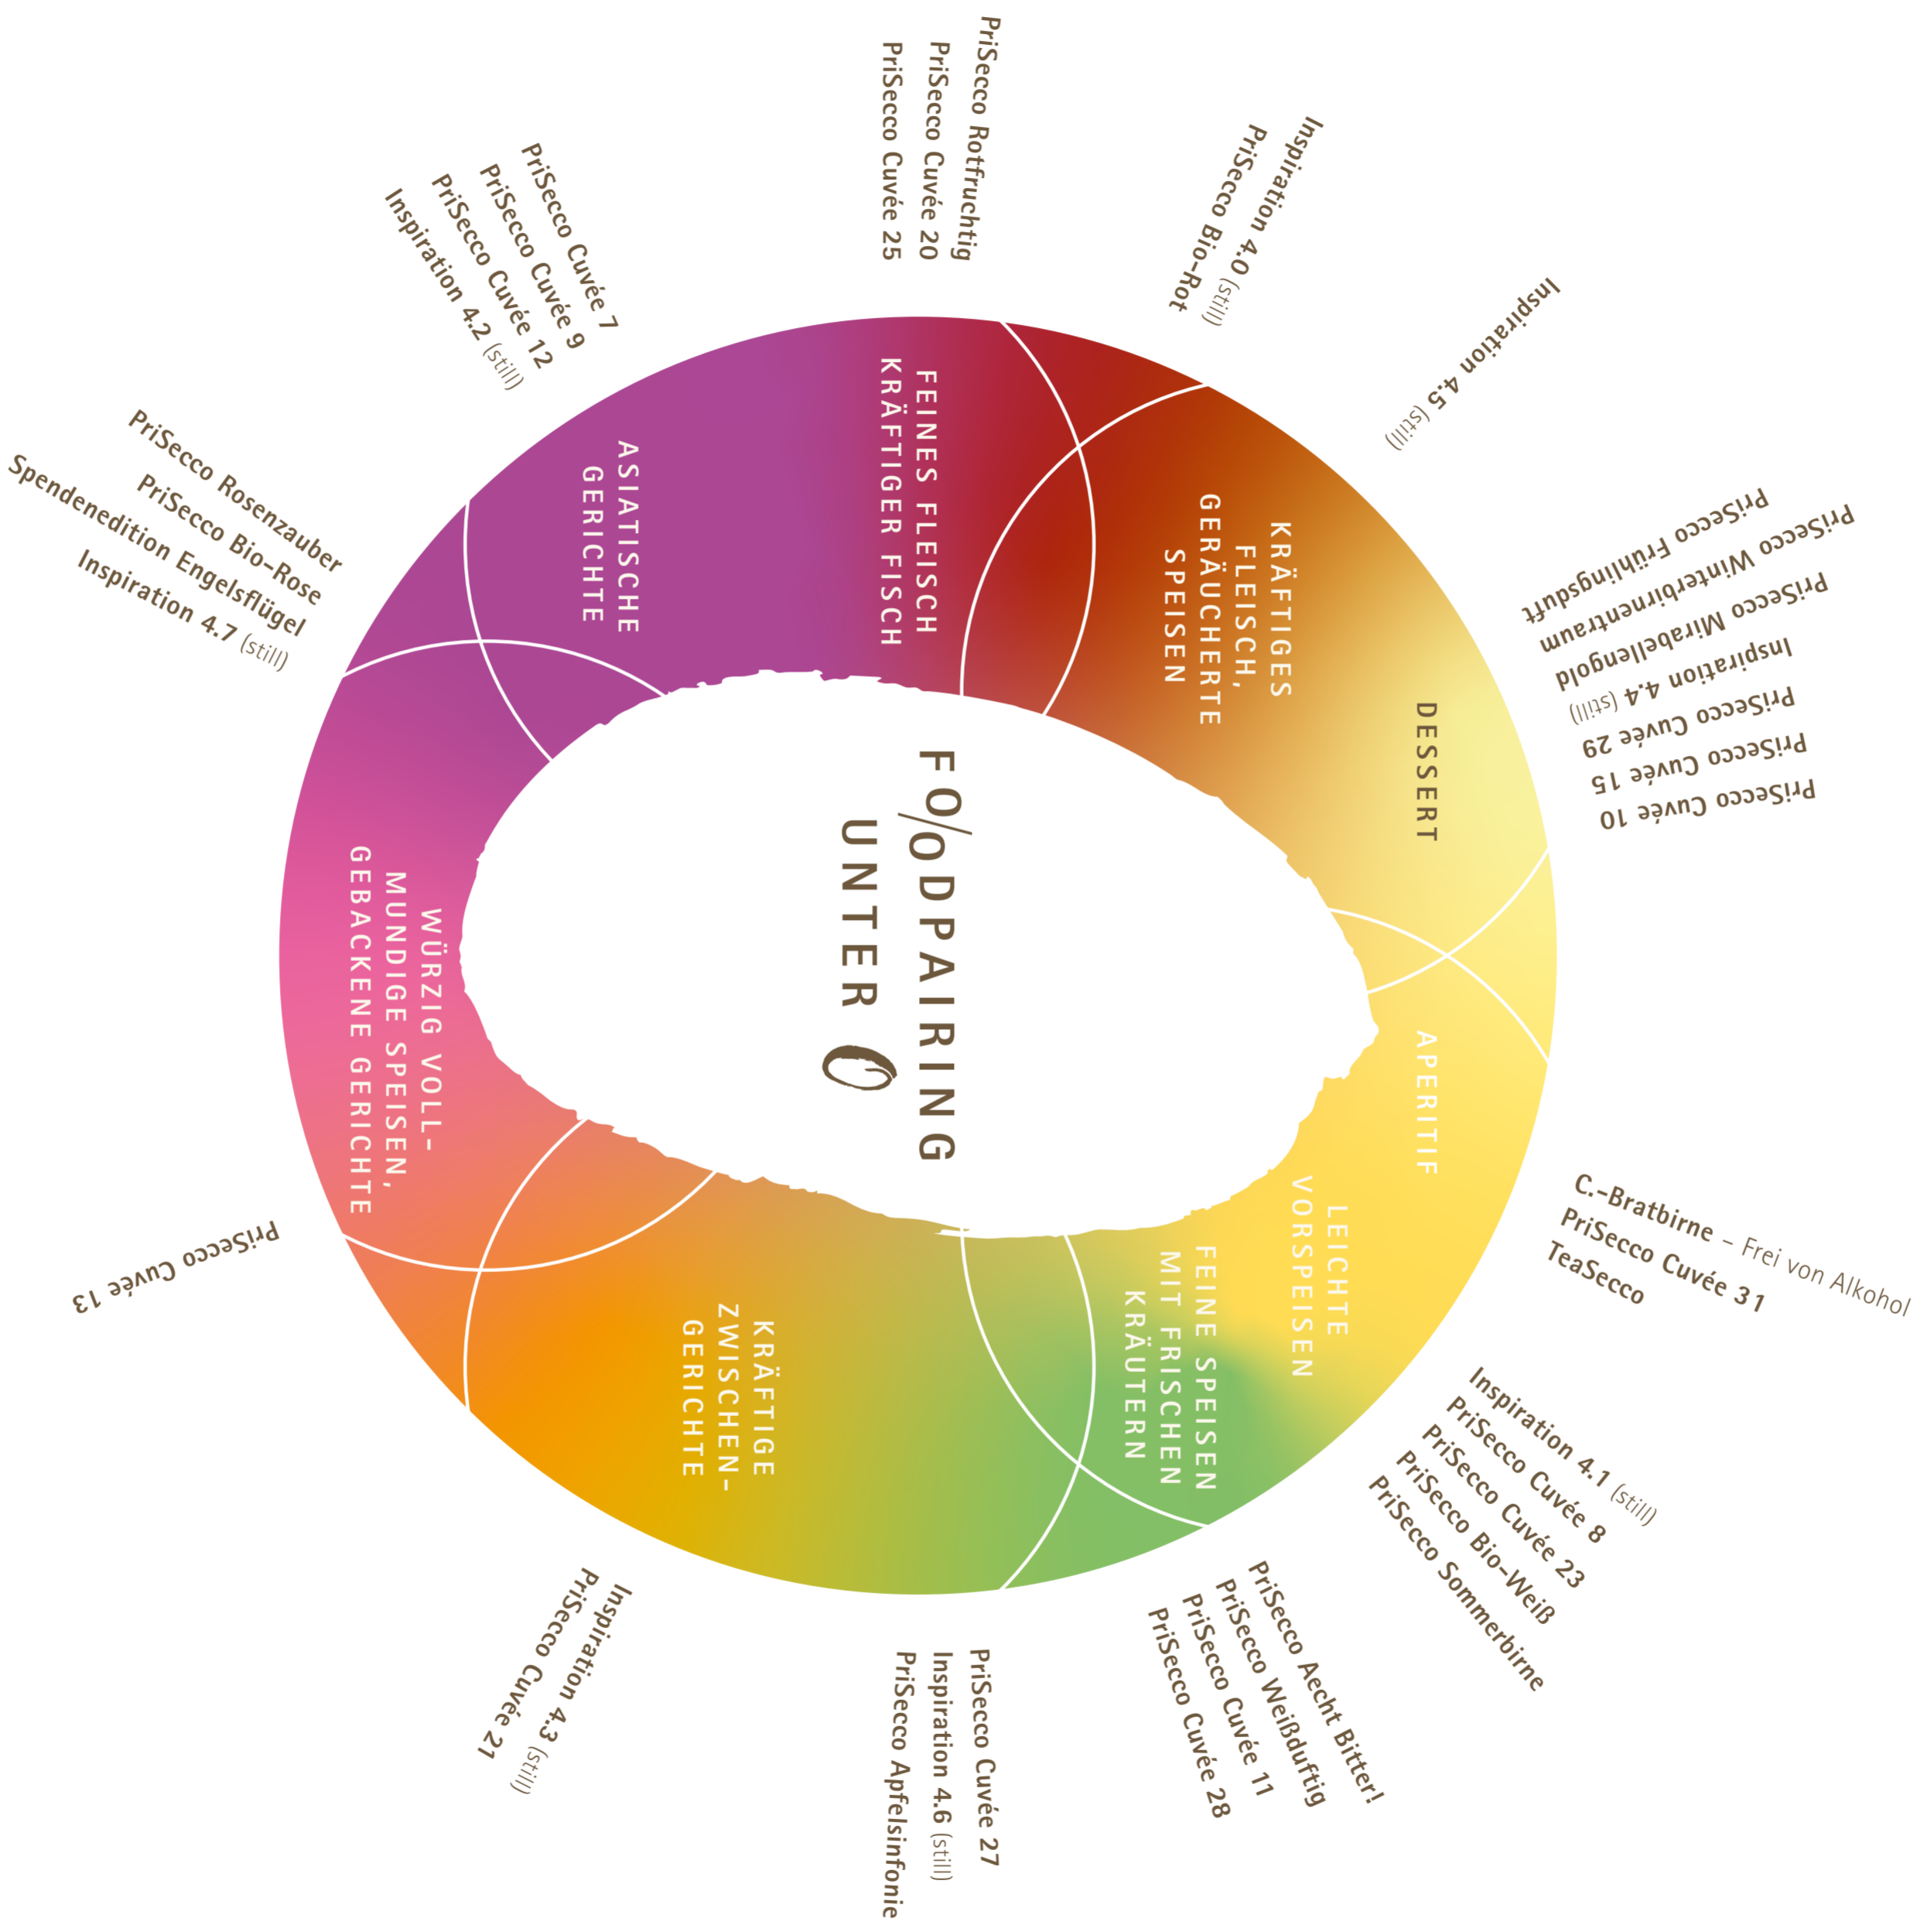 FO%ODPAIRING
UNTER 0
DESSERT
APERITIF
LEICHTE
VORSPEISEN
FEINE SPEISEN
MIT FRISCHEN
KRÄUTERN
KRÄFTIGE
ZWISCHEN-
GERICHTE
WÜRZIG VOLL-
MUNDIGE SPEISEN,
GEBACKENE GERICHTE
ASIATISCHE
GERICHTE
FEINES FLEISCH
KRÄFTIGER FISCH
KRÄFTIGES
FLEISCH,
GERÄUCHERTE
SPEISEN
PriSecco Frühlingsduft
PriSecco Winterbirnentraum
PriSecco Mirabellengold
Inspiration 4.4 (still)
PriSecco Cuvée 29
PriSecco Cuvée 15
PriSecco Cuvée 10
C.-Bratbirne – Frei von Alkohol
PriSecco Cuvée 31
TeaSecco
Inspiration 4.1 (still)
PriSecco Cuvée 8
PriSecco Cuvée 23
PriSecco Bio-Weiß
PriSecco Sommerbirne
PriSecco Aecht Bitter!
PriSecco Weißduftig
PriSecco Cuvée 11
PriSecco Cuvée 28
PriSecco Cuvée 27
Inspiration 4.6 (still)
PriSecco Apfelsinfonie
Inspiration 4.3 (still)
PriSecco Cuvée 21
PriSecco Cuvée 13
PriSecco Rosenzauber
PriSecco Bio-Rose
Spendenedition Engelsflügel
Inspiration 4.7 (still)
PriSecco Cuvée 7
PriSecco Cuvée 9
PriSecco Cuvée 12
Inspiration 4.2 (still)
PriSecco Rotfruchtig
PriSecco Cuvée 20
PriSecco Cuvée 25
Inspiration 4.0 (still)
PriSecco Bio-Rot
Inspiration 4.5 (still)